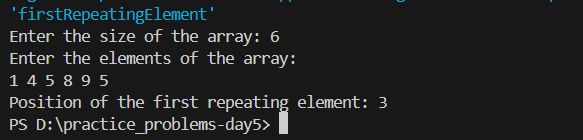 'firstRepeatingElement'
Enter the size of the array: 6
Enter the elements of the array:
1 4 5 8 9 5
Position of the first repeating element: 3
PS D:\practice_problems-day5>